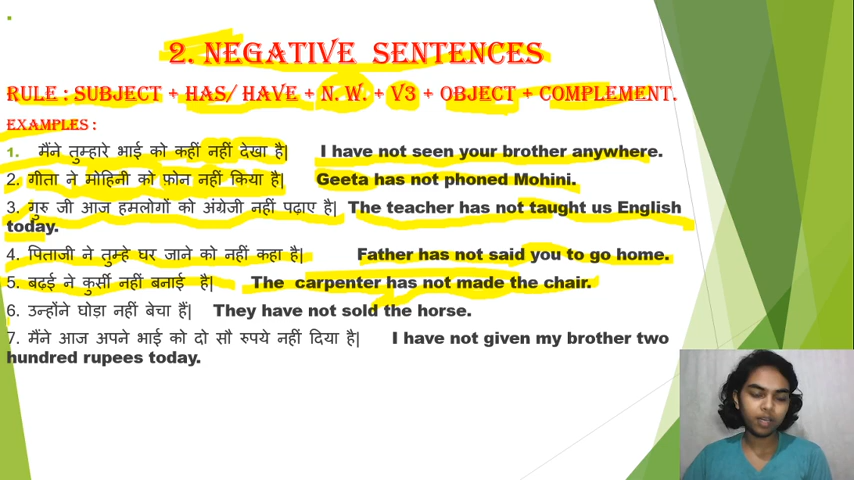 2. NEGATIVE SENTENCES
RULE : SUBJECT + HAS/ HAVE + N. W. + V3 + OBJECT + COMPLEMENT.
EXAMPLES :
1. मैंने तुम्हारे भाई को कहीं नहीं देखा है| I have not seen your brother anywhere.
2. गीता ने मोहिनी को फ़ोन नहीं किया है| Geeta has not phoned Mohini.
3. गुरु जी आज हमलोगों को अंग्रेजी नहीं पढ़ाए है| The teacher has not taught us English
today.
4. पिताजी ने तुम्हे घर जाने को नहीं कहा है| Father has not said you to go home.
5. बढ़ई ने कुर्सी नहीं बनाई है| The carpenter has not made the chair.
6. उन्होंने घोड़ा नहीं बेचा हैं| They have not sold the horse.
7. मैंने आज अपने भाई को दो सौ रुपये नहीं दिया है| I have not given my brother two
hundred rupees today.